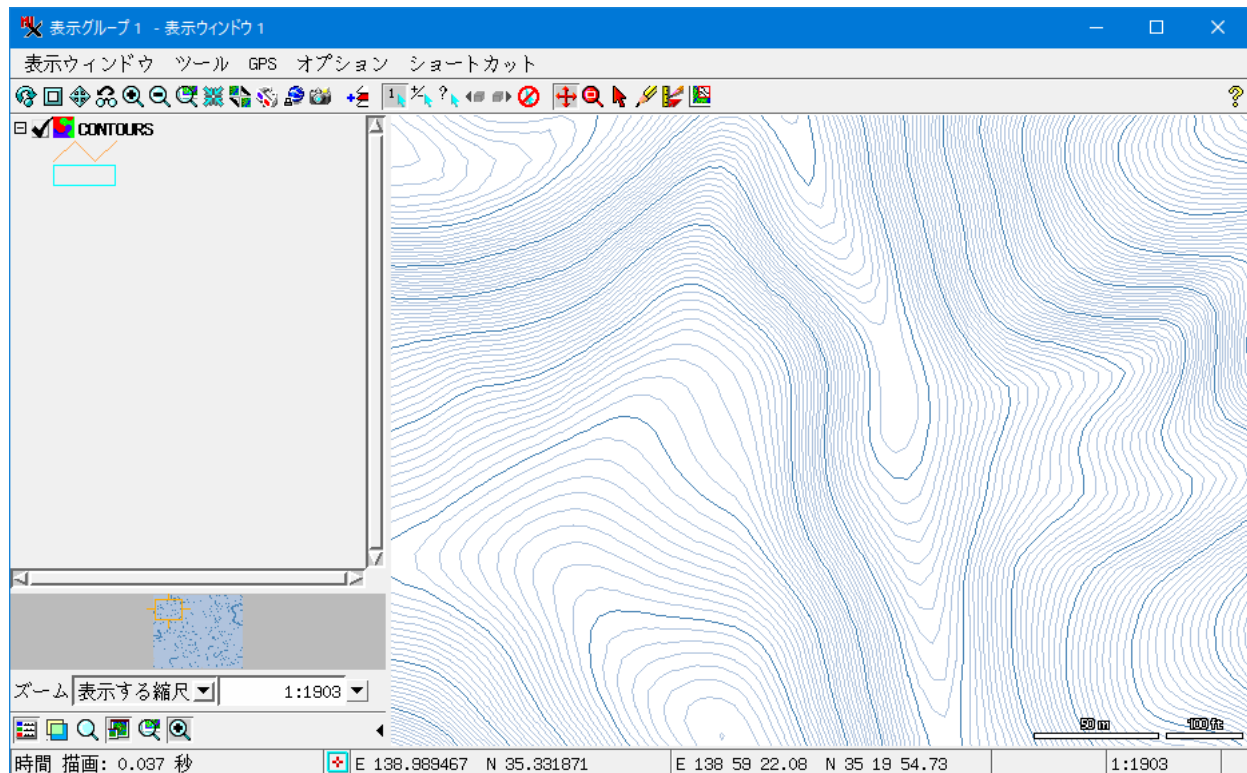 表示グループ1 - 表示ウィンドウ1
表示ウィンドウ ツール GPS オプション ショートカット
CONTOURS
ズーム 表示する縮尺 1:1903
50 m 100 ft
時間 描画: 0.037 秒 E 138.989467 N 35.331871 E 138 59 22.08 N 35 19 54.73 1:1903